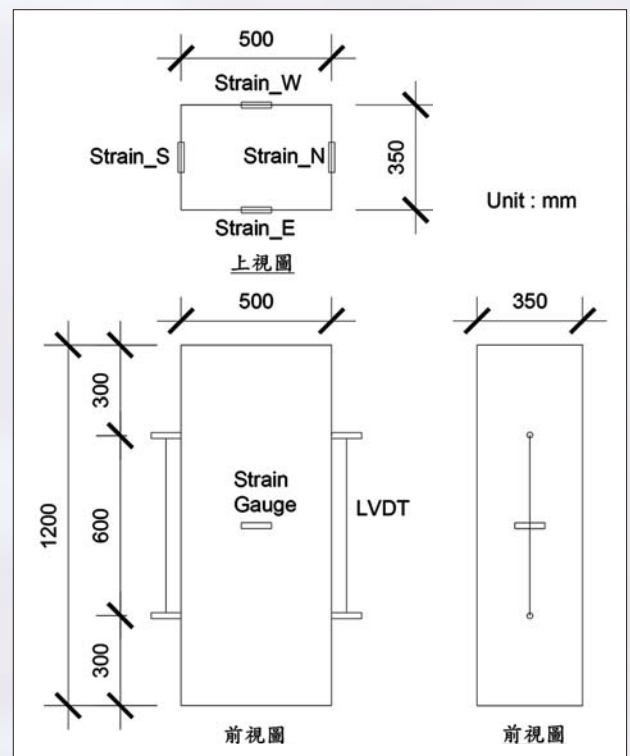 500
Strain_W
Strain_S
Strain_N
350
Unit : mm
Strain_E
上視圖
500
350
300
1200
600
Strain
Gauge
LVDT
300
前視圖
前視圖